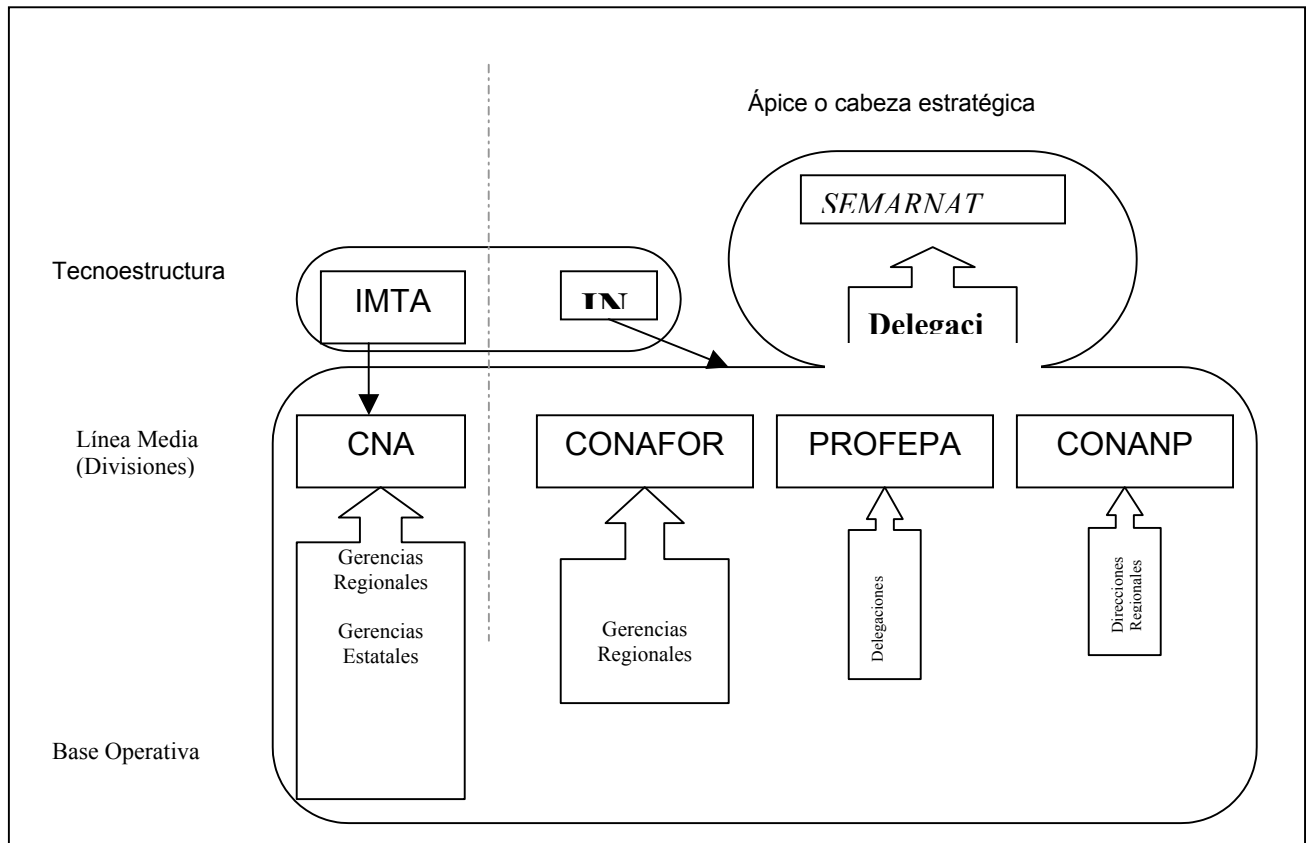 Ápice o cabeza estratégica
SEMARNAT
Tecnoestructura
IMTA
IN
Delegaci
Línea Media
(Divisiones)
CNA
CONAFOR
PROFEPA
CONANP
Gerencias
Regionales
Gerencias
Estatales
Gerencias
Regionales
Delegaciones
Direcciones
Regionales
Base Operativa